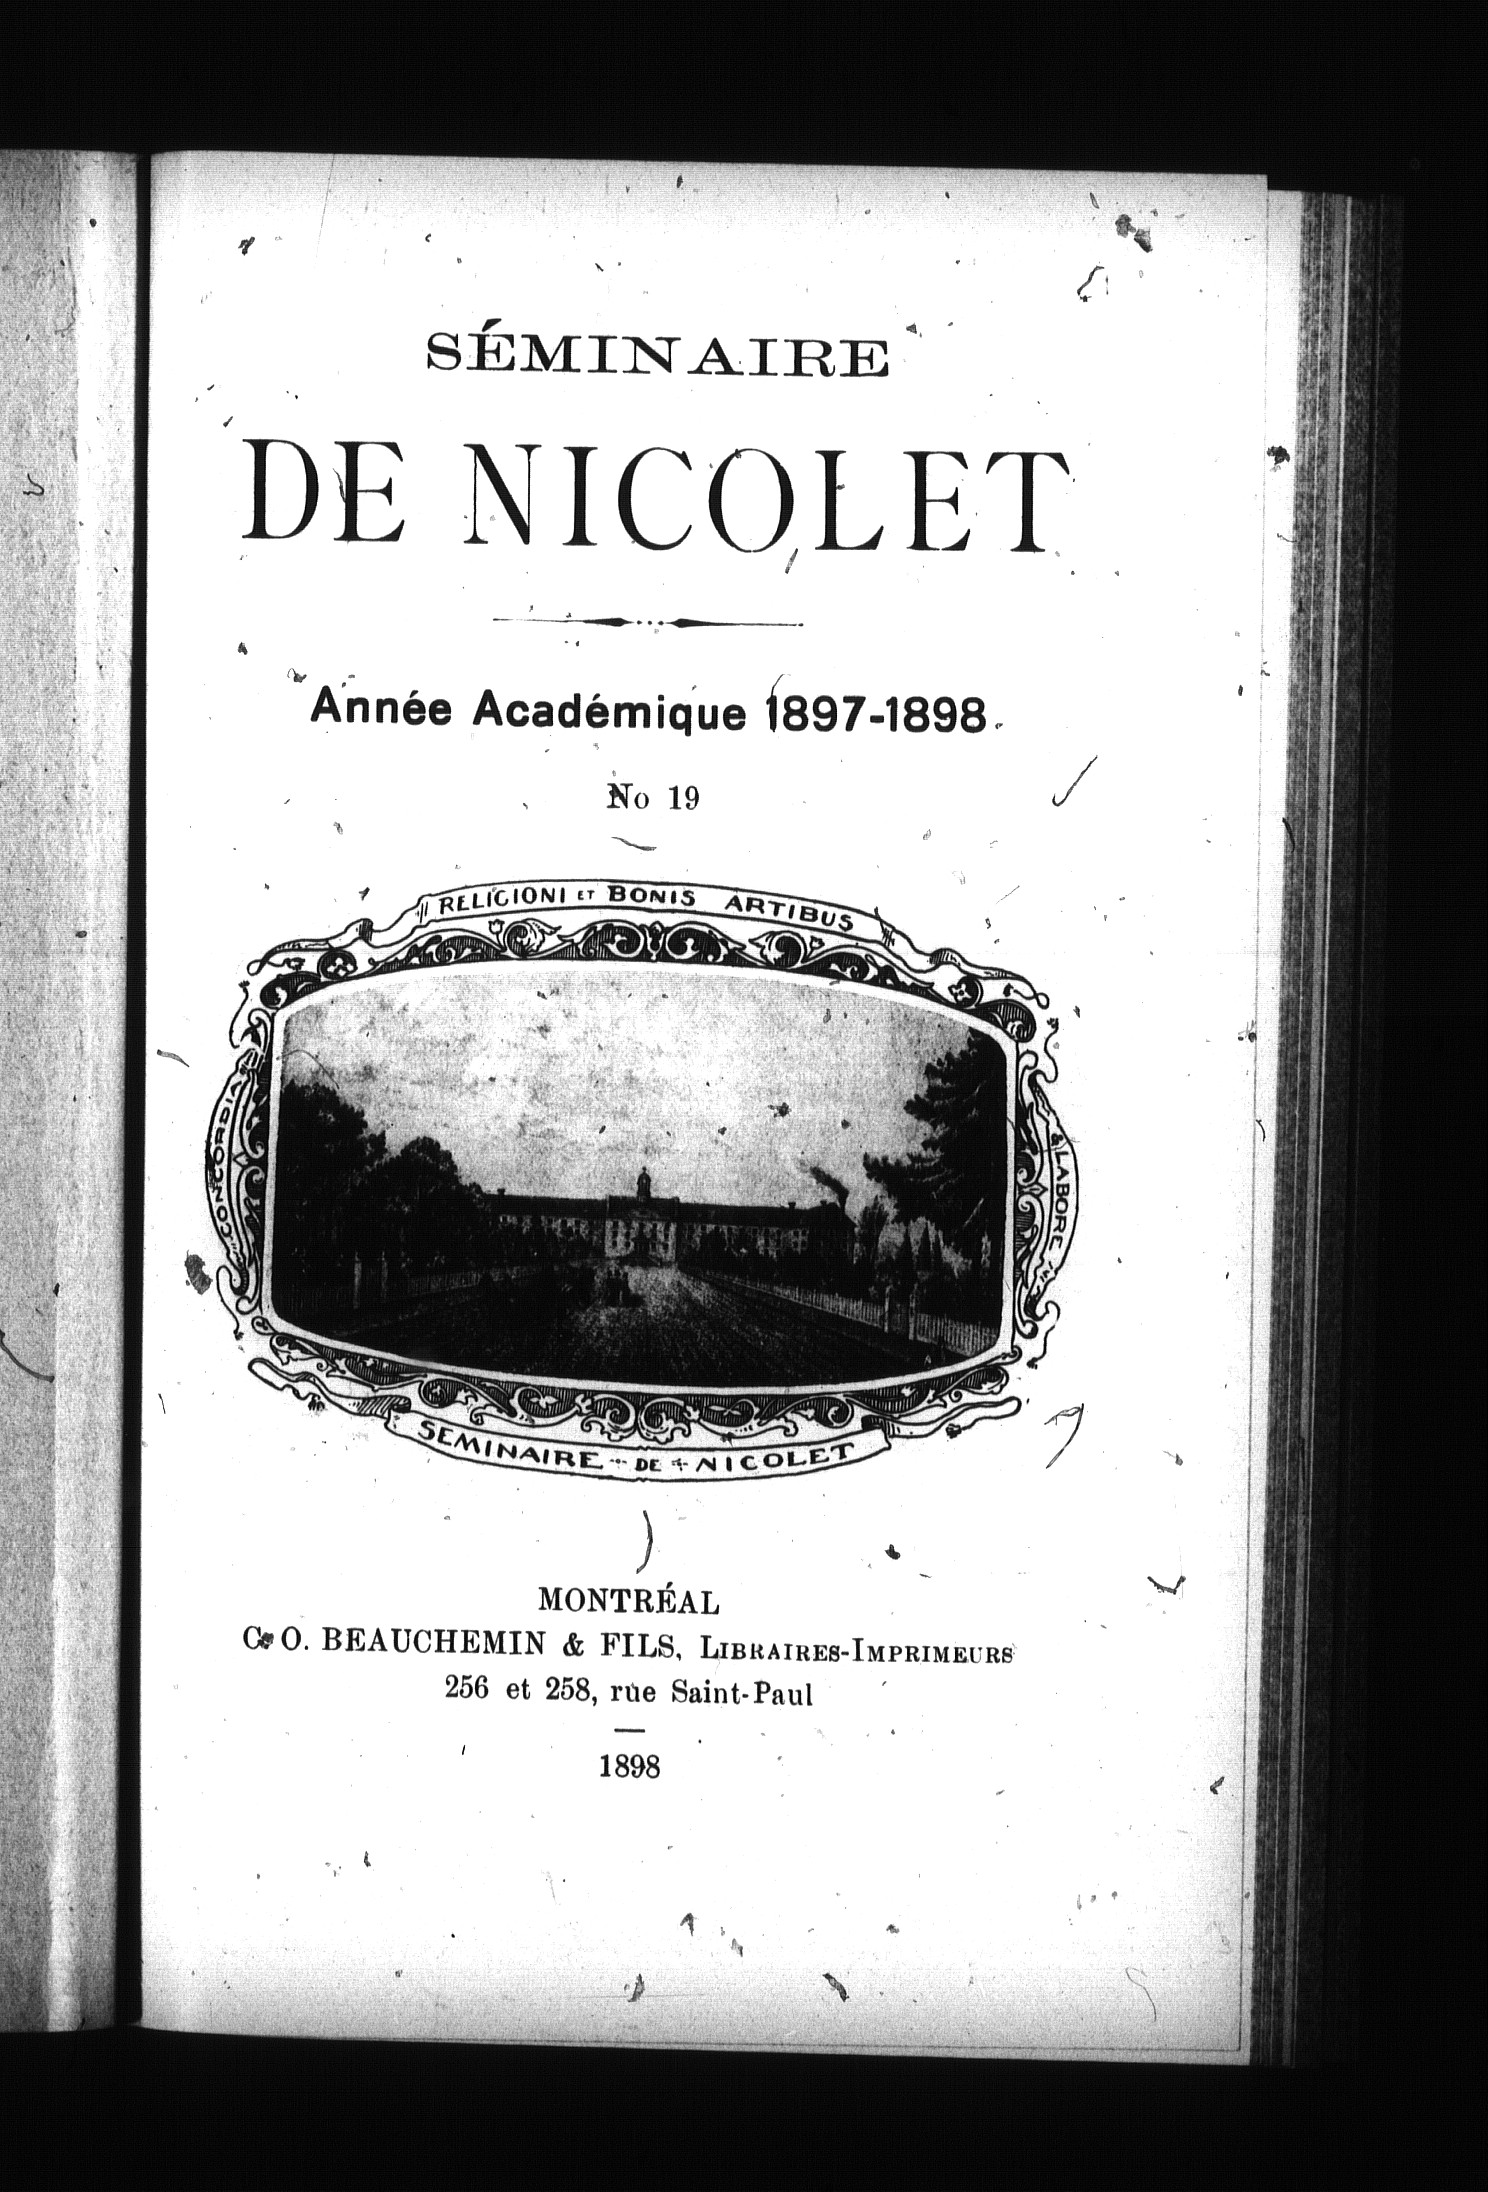 SÉMINAIRE
DE NICOLET
Année Académique 1897-1898.
No 19
RELIGIONI ET BONIS ARTIBUS
CONCORDIA
& LABORE
SEMINAIRE DE NICOLET
MONTRÉAL
C. O. BEAUCHEMIN & FILS, LIBRAIRES-IMPRIMEURS
256 et 258, rue Saint-Paul
1898